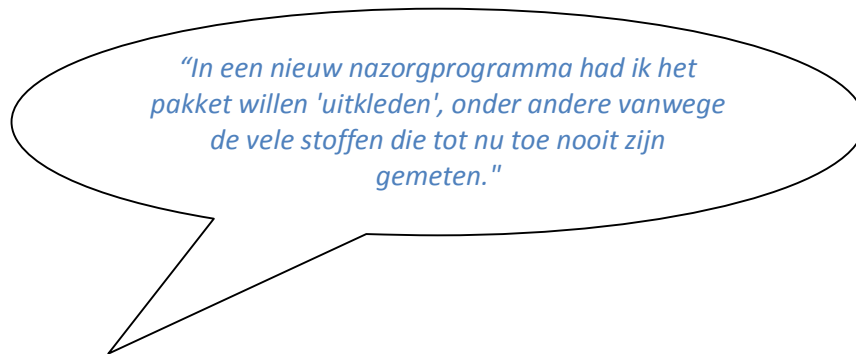 “In een nieuw nazorgprogramma had ik het
pakket willen 'uitkleden', onder andere vanwege
de vele stoffen die tot nu toe nooit zijn
gemeten."